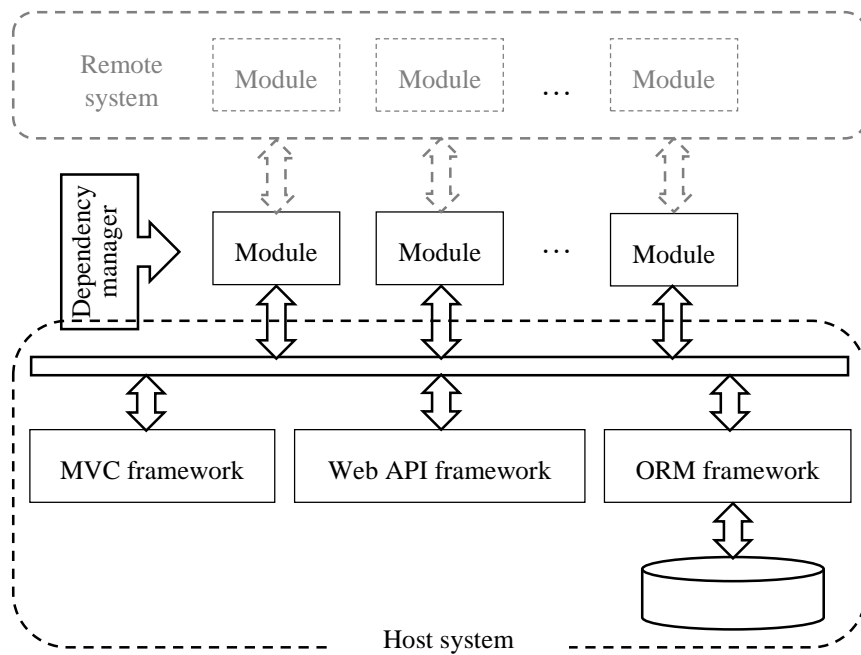 Remote
system
Module
Module
...
Module
Dependency
manager
Module
Module
...
Module
MVC framework
Web API framework
ORM framework
Host system